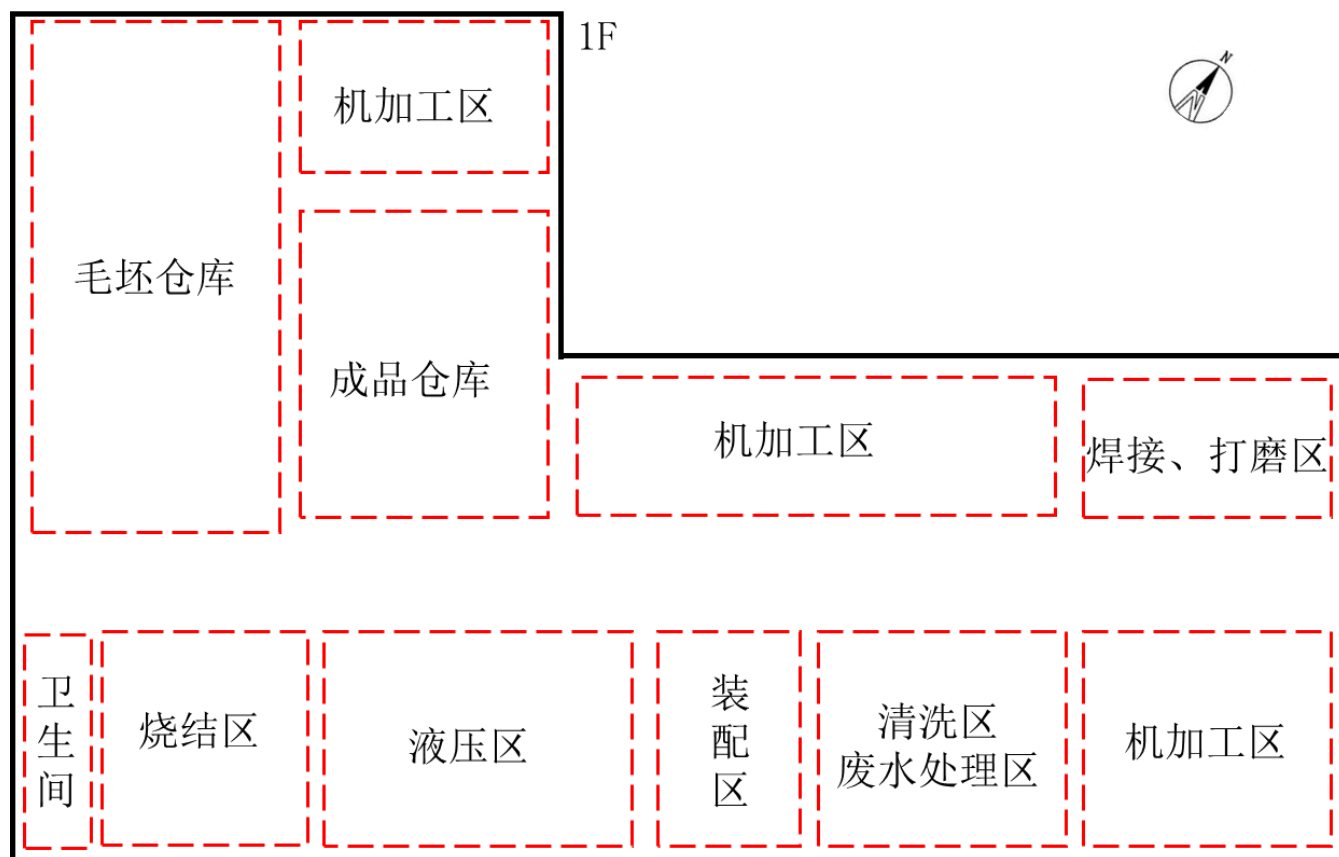 1F
N
机加工区
毛坯仓库
成品仓库
机加工区
焊接、打磨区
卫生间
烧结区
液压区
装配区
清洗区
废水处理区
机加工区